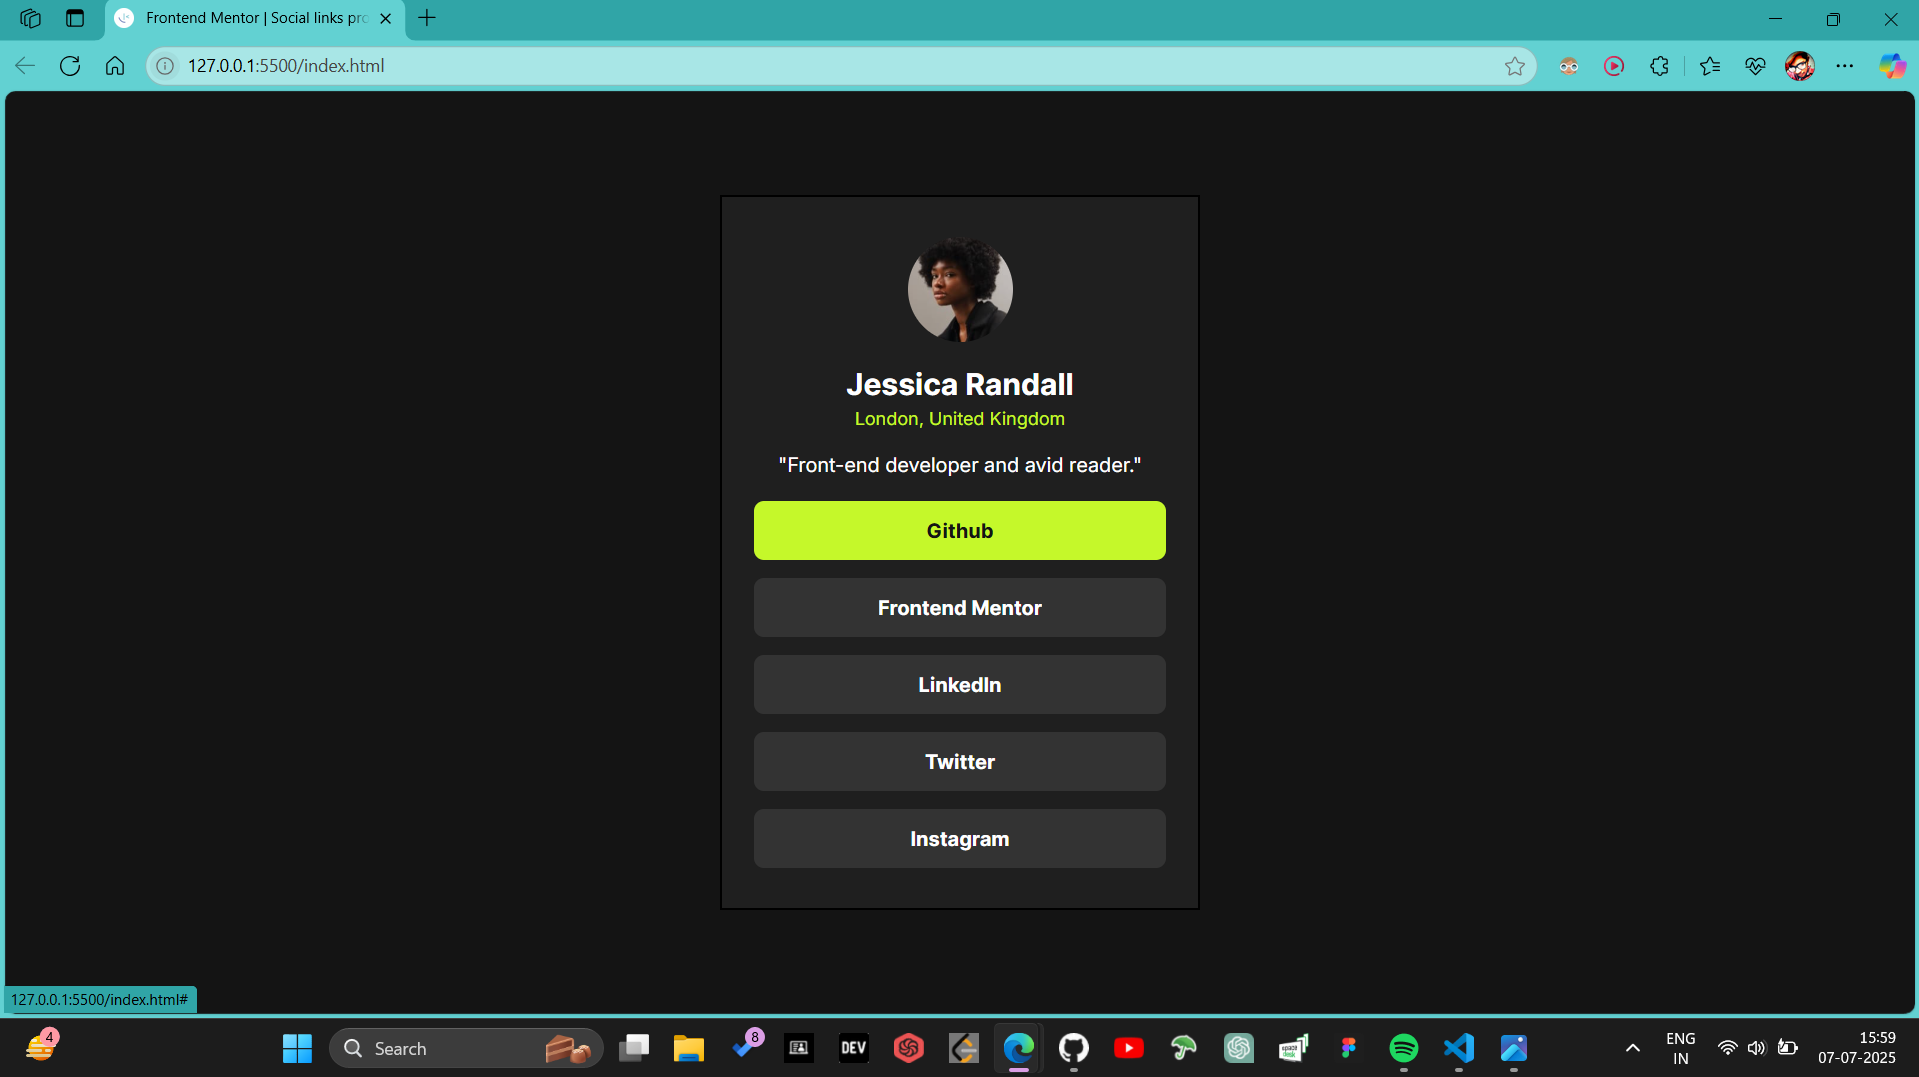 Frontend Mentor | Social links pro
127.0.0.1:5500/index.html
Jessica Randall
London, United Kingdom
"Front-end developer and avid reader."
Github
Frontend Mentor
LinkedIn
Twitter
Instagram
127.0.0.1:5500/index.html#
4
Search
8
DEV
space
desk
ENG
IN
15:59
07-07-2025